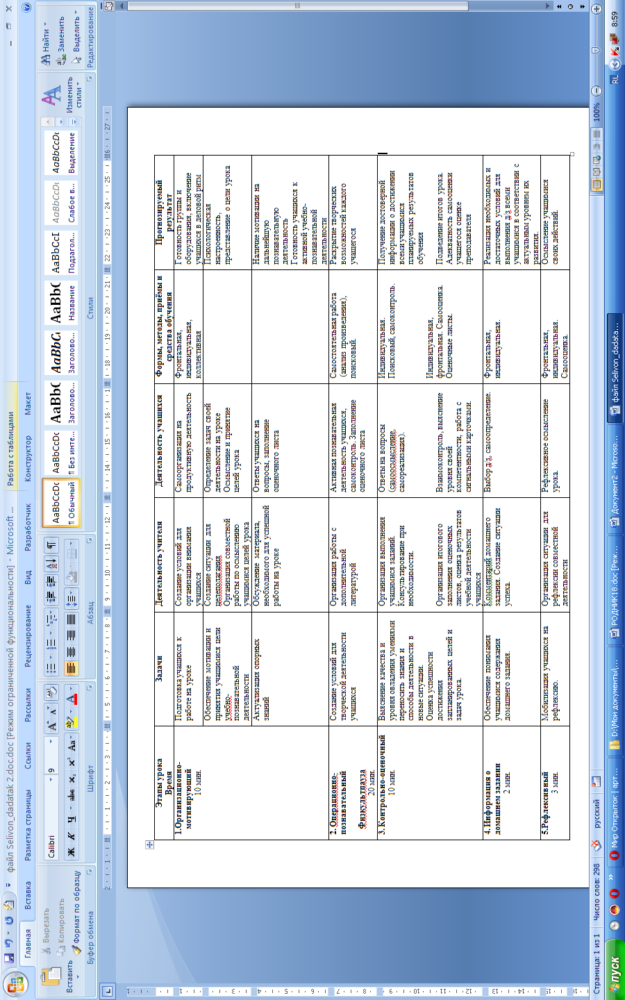 файл Selivon_dadatak 2.doc.doc [Режим ограниченной функциональности] - Microsoft ...
Работа с таблицами
Главная
Вставка
Разметка страницы
Ссылки
Рассылки
Рецензирование
Вид
Разработчик
Конструктор
Макет
Вставить
Вырезать
Копировать
Формат по образцу
Буфер обмена
Calibri
9
Шрифт
Абзац
AaBbCcDc
¶ Обычный
AaBbCcDc
¶ Без инте...
AaBbC
Заголово...
AaBbC
Заголово...
AaBbC
Название
AaBbCcI
Подзагол...
AaBbCcDc
Слабое в...
AaBbCcDc
Выделение
Изменить
стили
Стили
Найти
Заменить
Выделить
Редактирование
Этапы урока
Время
Задачи
Деятельность учителя
Деятельность учащихся
Формы, методы, приёмы и
средства обучения
Прогнозируемый
результат
1.Организационно-
мотивирующий
10 мин.
Подготовка учащихся к
работе на уроке
Создание условий для
организации внимания
учащихся
Самоорганизация на
продуктивную деятельность
Фронтальная,
индивидуальная,
коллективная
Готовность группы и
оборудования, включение
учащихся в деловой ритм
Обеспечение мотивации и
принятия учащимися цели
учебно-
познавательной
деятельности
Создание ситуации для
целеполагания
Организация совместной
работы по осмыслению
учащимися целей урока
Определение задач своей
деятельности на уроке
Осмысление и принятие
целей урока
Психологическая
настроенность,
представление о цели урока
Актуализация опорных
знаний
Обсуждение материала,
необходимого для успешной
работы на уроке
Ответы учащихся на
вопросы, заполнение
оценочного листа
Наличие мотивации на
дальнейшую
познавательную
деятельность
Готовность учащихся к
активной учебно-
познавательной
деятельности
2. Операционно-
познавательный
Физкультпауза
20 мин.
Создание условий для
творческой деятельности
учащихся
Организация работы с
дополнительной
литературой
Активная познавательная
деятельность учащихся,
самоконтроль. Заполнение
оценочного листа
Самостоятельная работа
(анализ произведения),
поисковый.
Раскрытие творческих
возможностей каждого
учащегося
3.Контрольно-оценочный
10 мин.
Выяснение качества и
уровня овладения умениями
переносить знания и
способы деятельности в
новые ситуации.
Оценка успешности
достижения
запланированных целей и
задач урока.
Организация выполнения
учащимися заданий.
Консультирование при
необходимости.
Организация итогового
заполнения оценочных
листов, оценка результатов
учебной деятельности
учащихся
Ответы на вопросы
(самоосмысление,
самореализация).
Взаимоконтроль, выяснение
уровня своей
компетентности, работа с
сигнальными карточками.
Индивидуальная.
Поисковый, самоконтроль.
Индивидуальная,
фронтальная. Самооценка.
Оценочные листы.
Получение достоверной
информации о достижении
всеми учащимися
планируемых результатов
обучения
Подведение итогов урока.
Адекватность самооценки
учащегося оценке
преподавателя
4.Информация о
домашнем задании
2 мин.
Обеспечение понимания
учащимися содержания
домашнего задания.
Комментарий домашнего
задания. Создание ситуации
успеха.
Выбор д/з, самоопределение.
Фронтальная,
индивидуальная.
Реализация необходимых и
достаточных условий для
выполнения д/з всеми
учащимися в соответствии с
актуальным уровнем их
развития.
5.Рефлексивный
3 мин.
Мобилизация учащихся на
рефлексию.
Организация ситуации для
рефлексии совместной
деятельности
Рефлексивное осмысление
урока.
Фронтальная,
индивидуальная.
Самооценка.
Осмысление учащимися
своих действий.
Страница: 1 из 1
Число слов: 298
русский
100%
пуск
Мир Открыток | арт...
D:\Мои документы\...
РОДНИК18.doc [Реж...
Документ2 - Microso...
файл Selivon_dadata...
RL
8:59